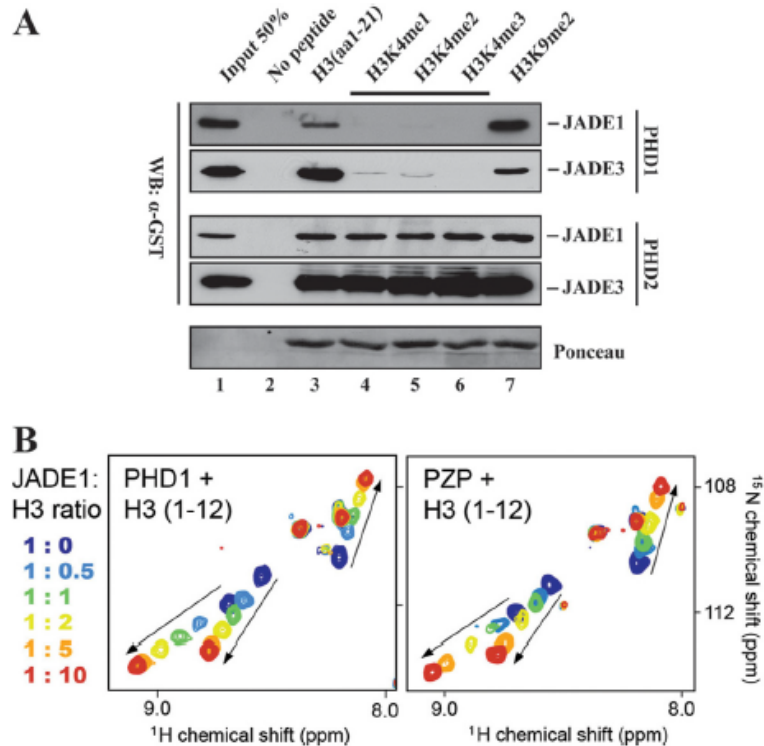 A
Input 50%
No peptide
H3(aa1-21)
H3K4me1
H3K4me2
H3K4me3
H3K9me2
WB: α-GST
–JADE1
–JADE3
PHD1
–JADE1
–JADE3
PHD2
Ponceau
1 2 3 4 5 6 7
B
JADE1:
H3 ratio
1 : 0
1 : 0.5
1 : 1
1 : 2
1 : 5
1 : 10
PHD1 +
H3 (1-12)
PZP +
H3 (1-12)
108
112
¹⁵N chemical shift (ppm)
9.0 8.0
¹H chemical shift (ppm)
9.0 8.0
¹H chemical shift (ppm)